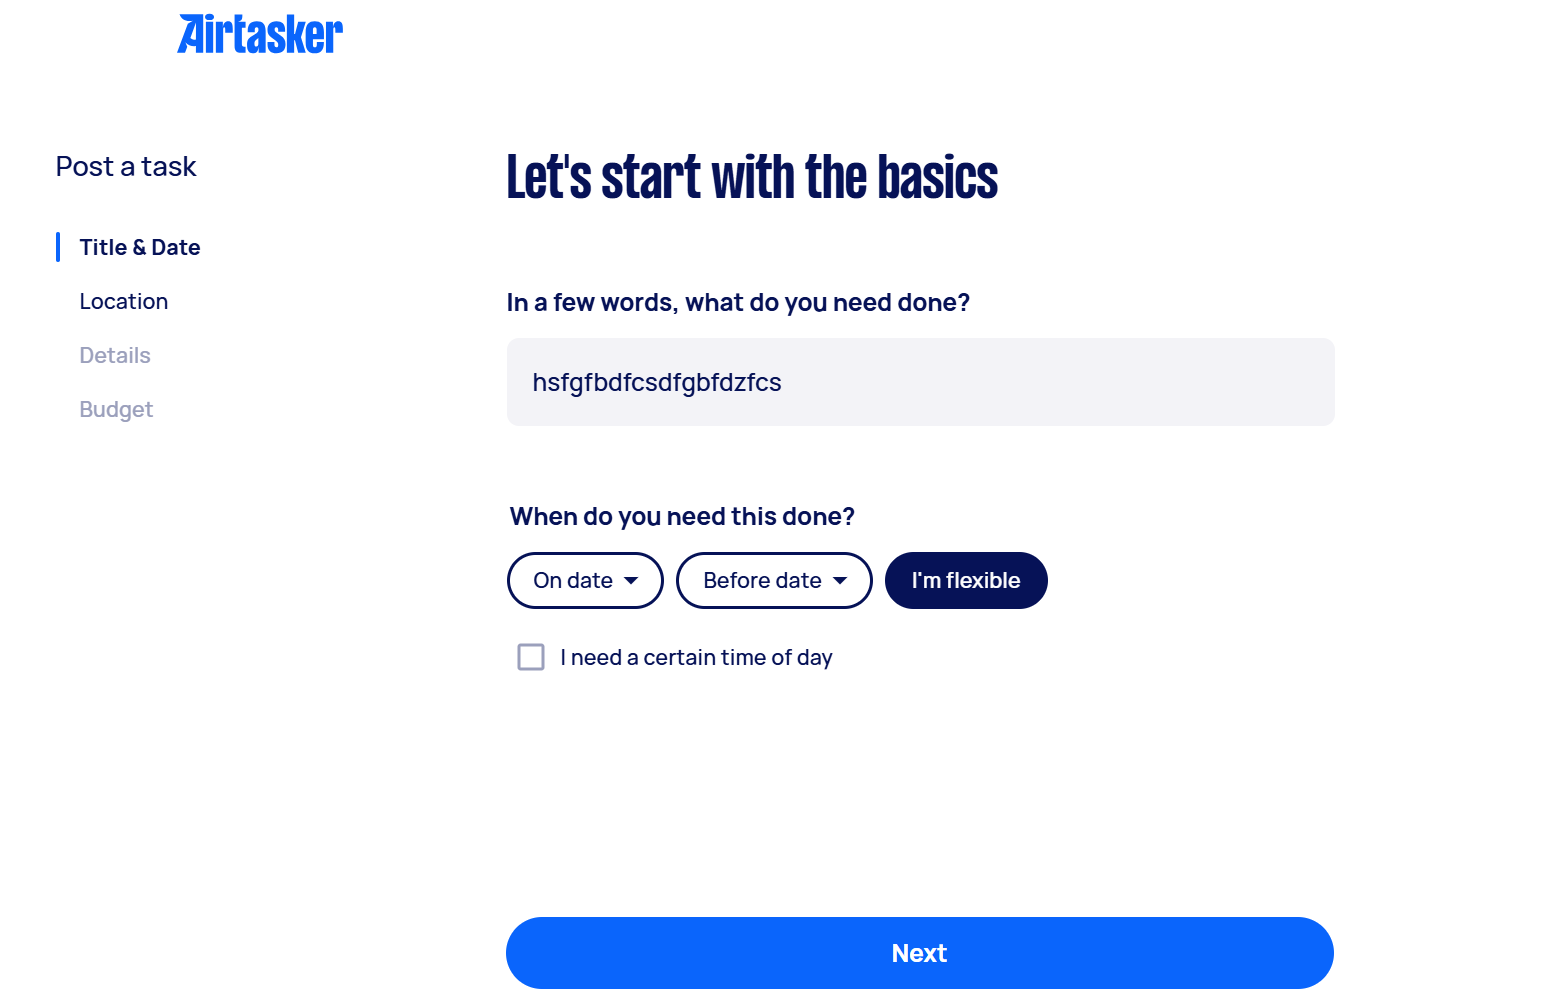 Airtasker
Post a task
Title & Date
Location
Details
Budget
Let's start with the basics
In a few words, what do you need done?
hsfgfbdfcsdfgbfdzfcs
When do you need this done?
On date
Before date
I'm flexible
I need a certain time of day
Next